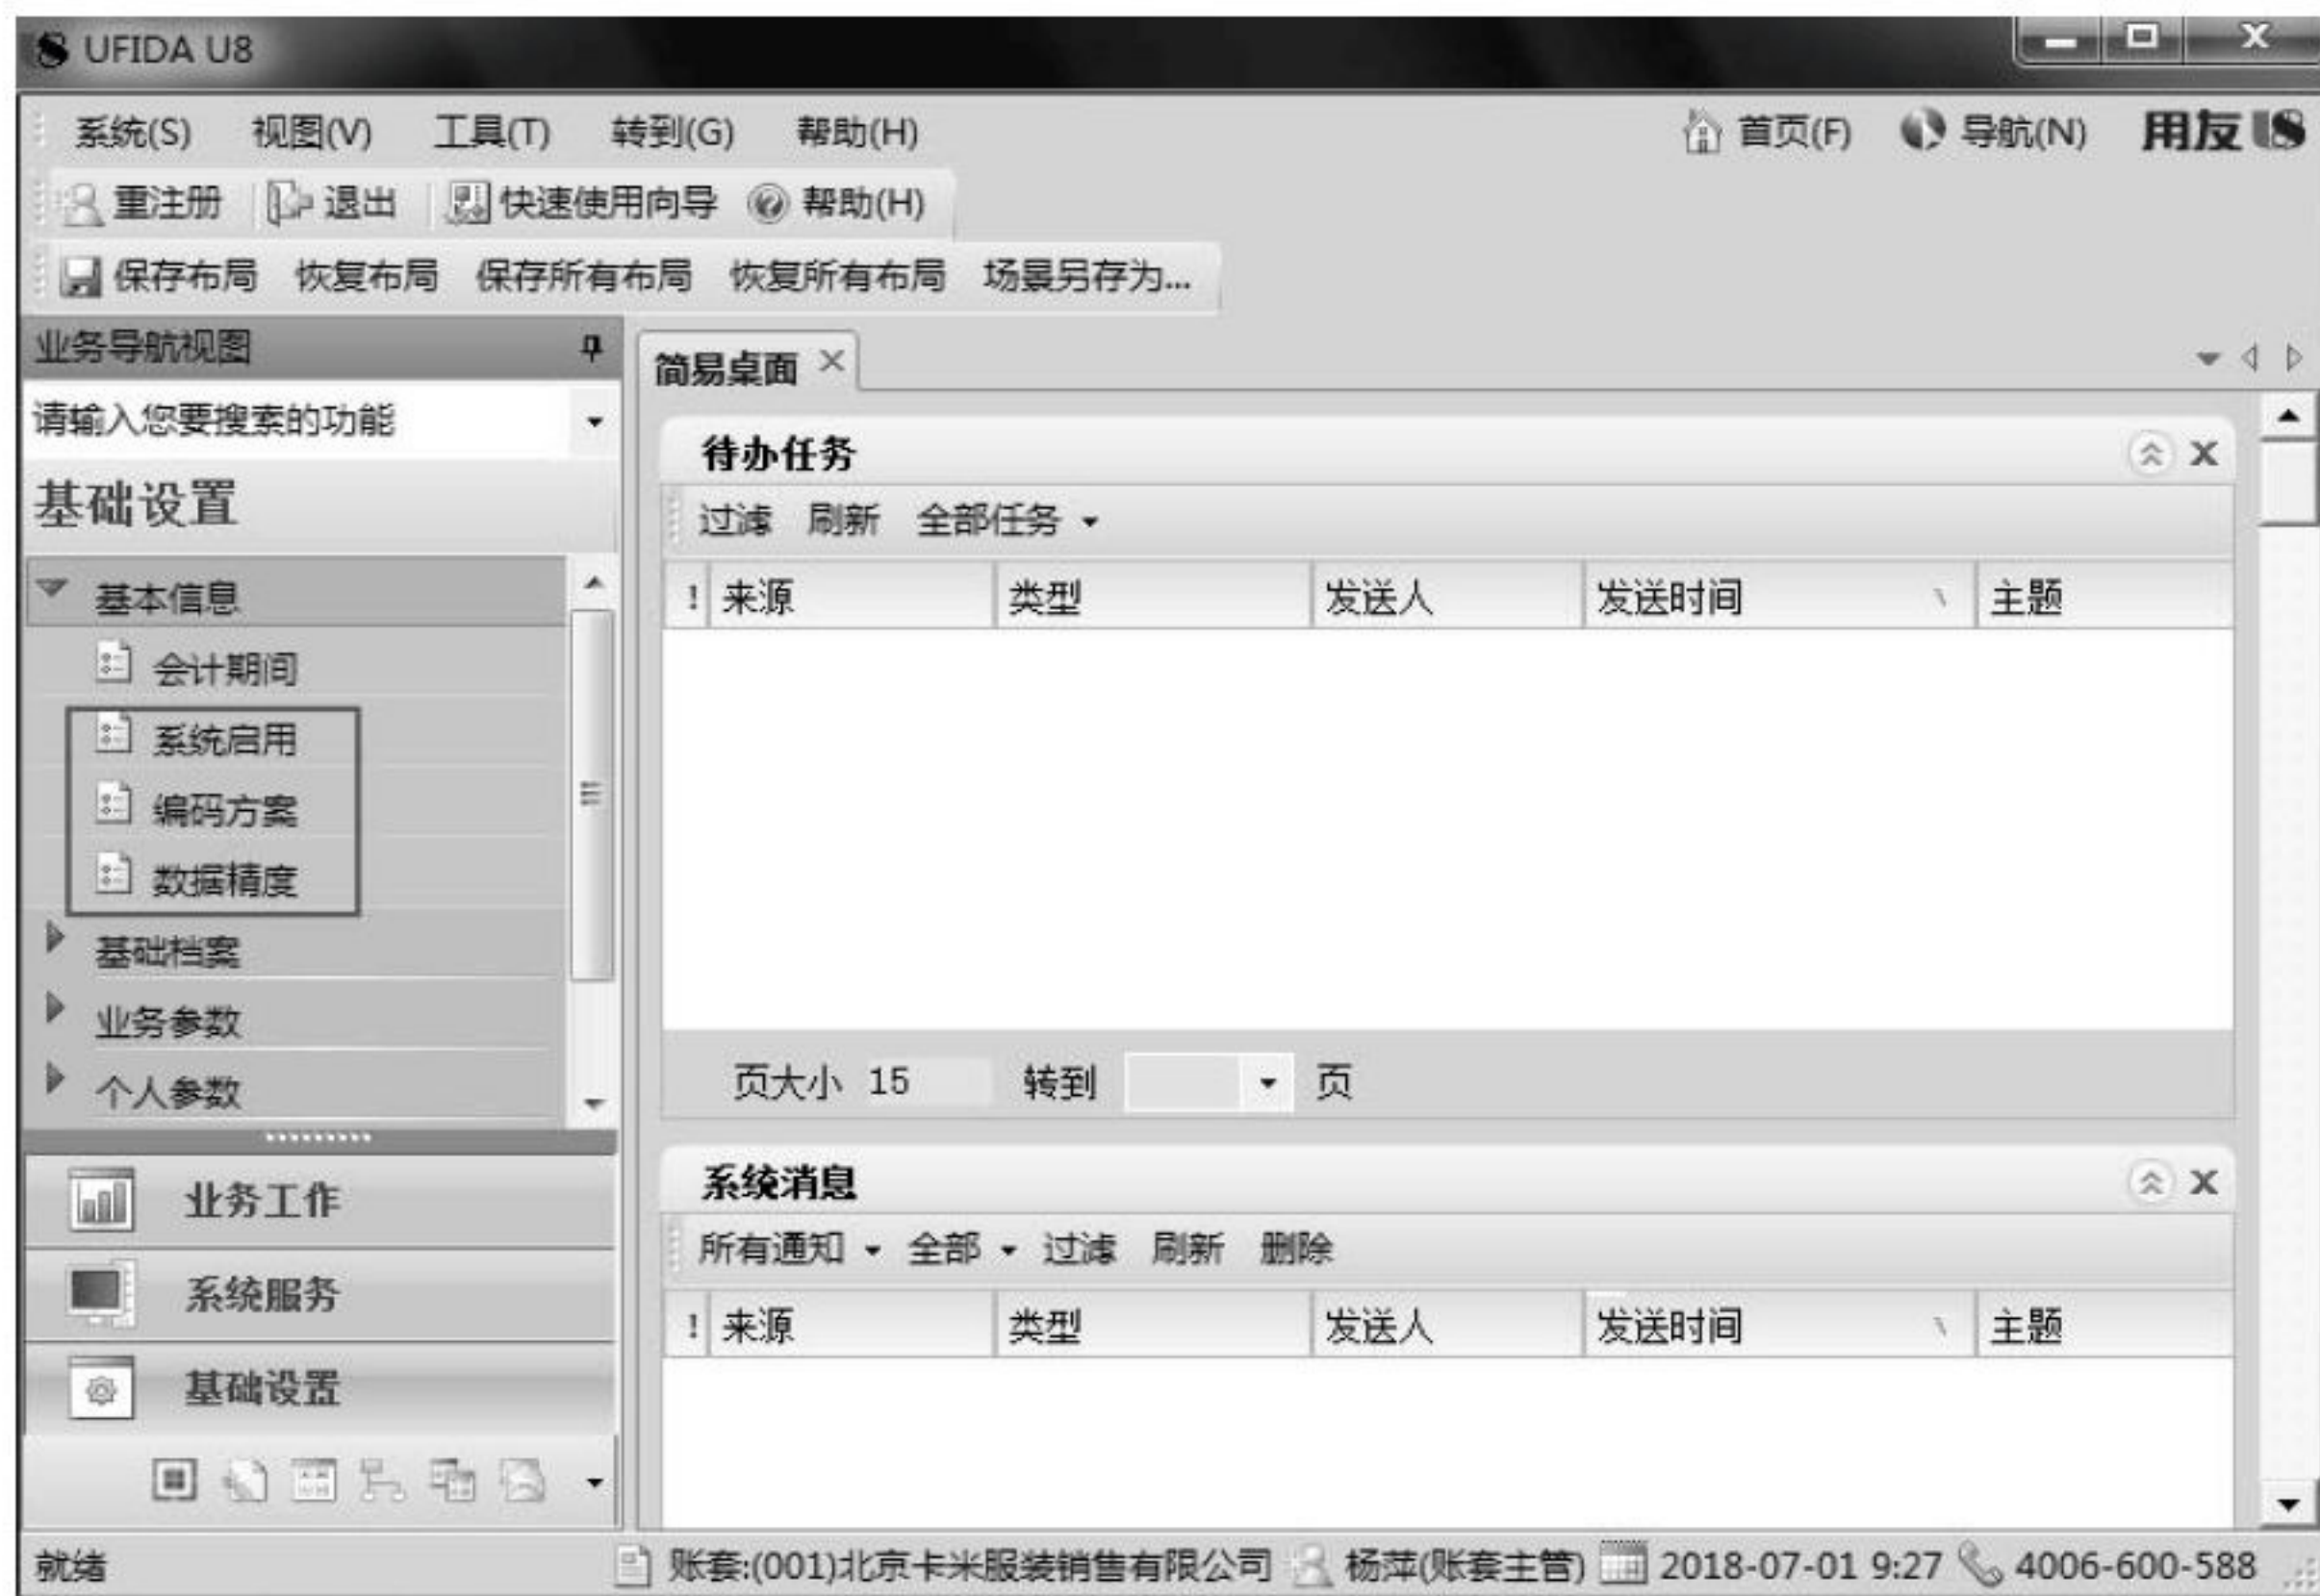 UFIDA U8
系统(S) 视图(V) 工具(T) 转到(G) 帮助(H) 首页(F) 导航(N) 用友U8
重注册 退出 快速使用向导 帮助(H)
保存布局 恢复布局 保存所有布局 恢复所有布局 场景另存为...
业务导航视图
请输入您要搜索的功能
基础设置
基本信息
会计期间
系统启用
编码方案
数据精度
基础档案
业务参数
个人参数
业务工作
系统服务
基础设置
简易桌面
待办任务
过滤 刷新 全部任务
! 来源 类型 发送人 发送时间 主题
页大小 15 转到 页
系统消息
所有通知 全部 过滤 刷新 删除
! 来源 类型 发送人 发送时间 主题
就绪 账套:(001)北京卡米服装销售有限公司 杨萍(账套主管) 2018-07-01 9:27 4006-600-588